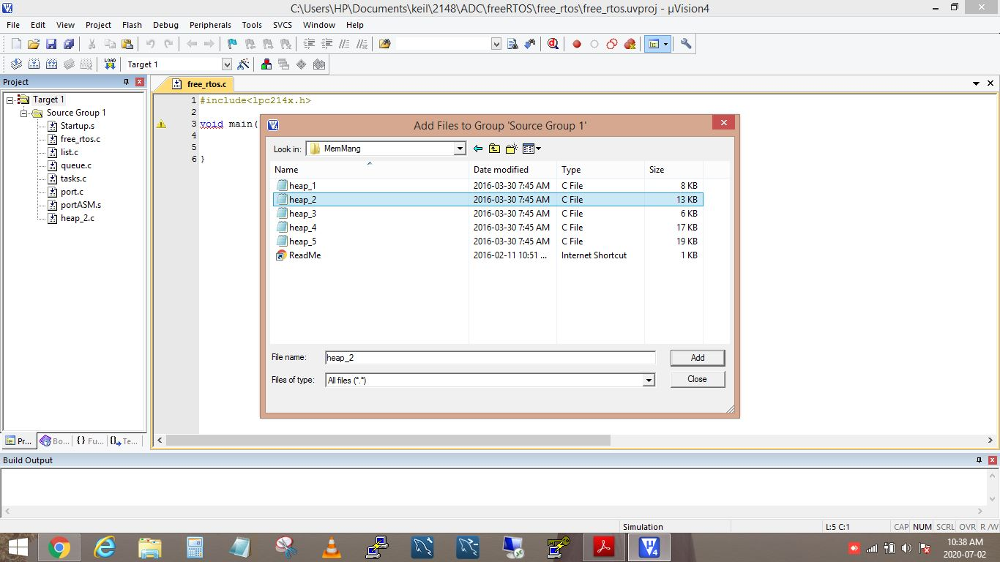 C:\Users\HP\Documents\keil\2148\ADC\freeRTOS\free_rtos\free_rtos.uvproj - µVision4
File Edit View Project Flash Debug Peripherals Tools SVCS Window Help
LOAD Target 1
Project
free_rtos.c
Target 1
Source Group 1
Startup.s
free_rtos.c
list.c
queue.c
tasks.c
port.c
portASM.s
heap_2.c
1 #include<lpc214x.h>
2
3 void main(
4
5
6 }
Add Files to Group 'Source Group 1'
Look in: MemMang
Name Date modified Type Size
heap_1 2016-03-30 7:45 AM C File 8 KB
heap_2 2016-03-30 7:45 AM C File 13 KB
heap_3 2016-03-30 7:45 AM C File 6 KB
heap_4 2016-03-30 7:45 AM C File 17 KB
heap_5 2016-03-30 7:45 AM C File 19 KB
ReadMe 2016-02-11 10:51 ... Internet Shortcut 1 KB
File name: heap_2 Add
Files of type: All files (*.*) Close
Pr... Bo... {} Fu... Te...
Build Output
Simulation L:5 C:1 CAP NUM SCRL OVR R /W
10:38 AM
2020-07-02